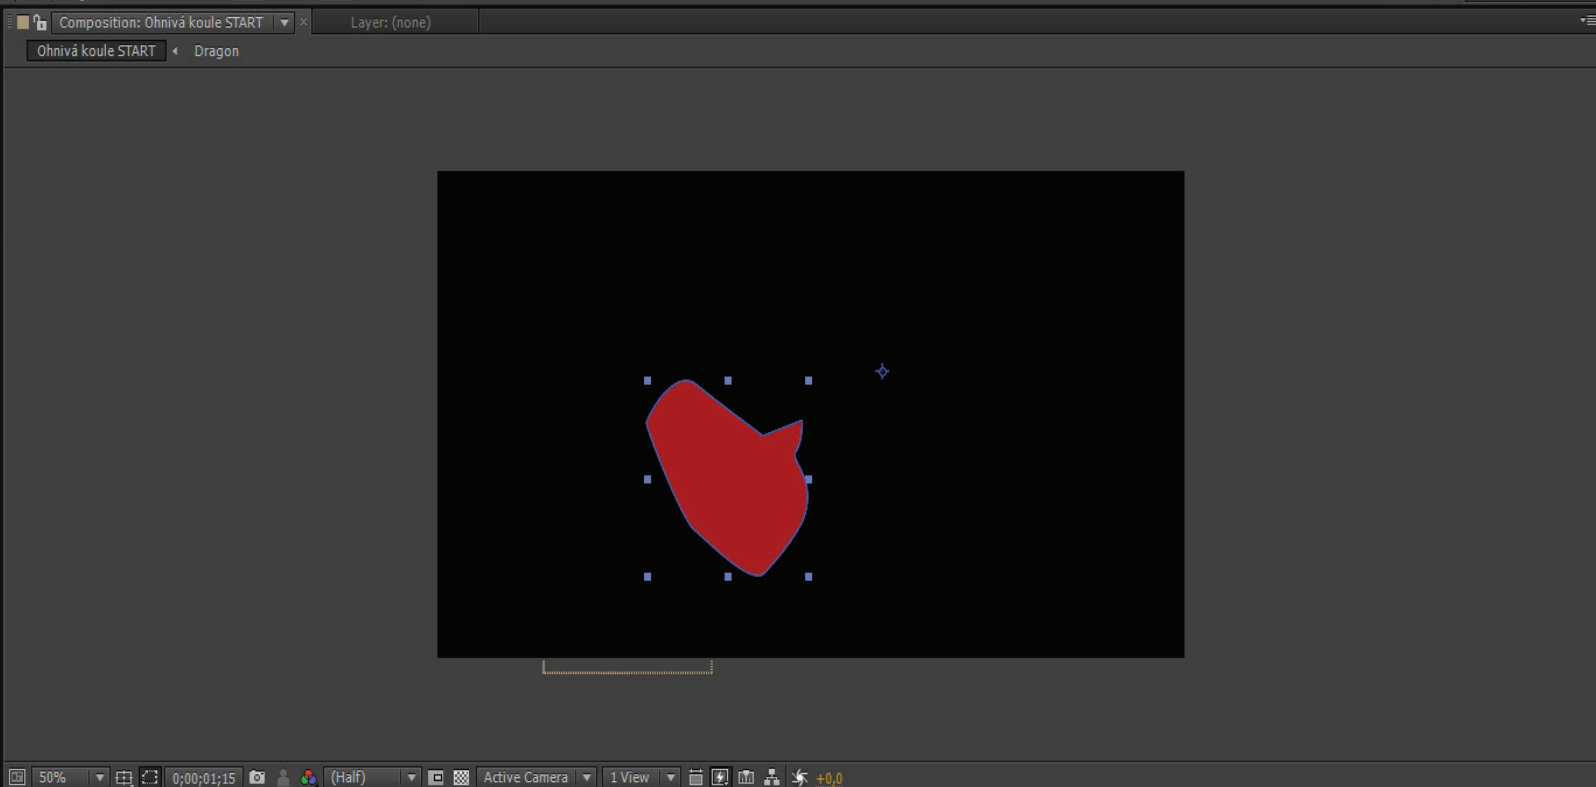 Composition: Ohnivá koule START
Layer: (none)
Ohnivá koule START
Dragon
50%
0;00;01;15
(Half)
Active Camera
1 View
+0,0